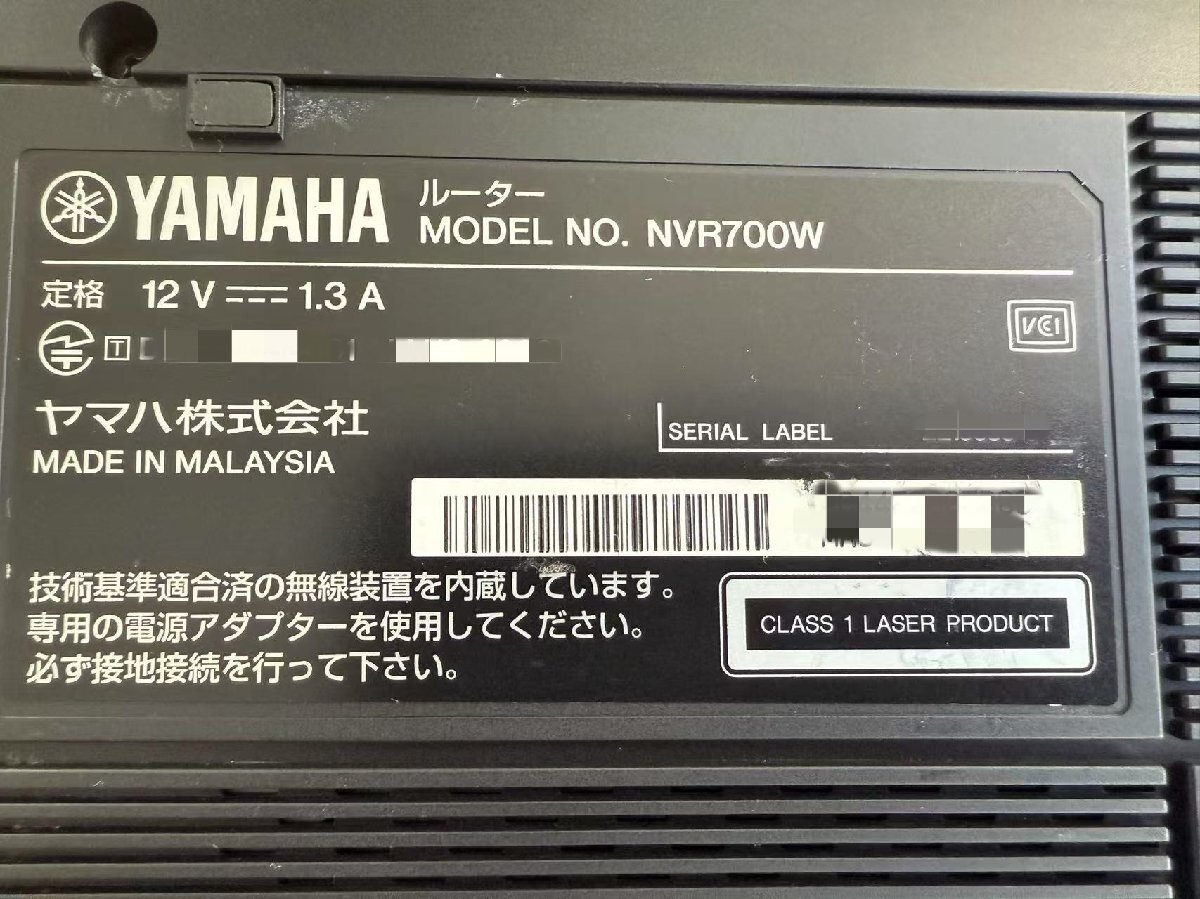 YAMAHA ルーター
MODEL NO. NVR700W
定格 12 V 1.3 A
T
VCI
ヤマハ株式会社
MADE IN MALAYSIA
SERIAL LABEL
技術基準適合済の無線装置を内蔵しています。
専用の電源アダプターを使用してください。
必ず接地接続を行って下さい。
CLASS 1 LASER PRODUCT